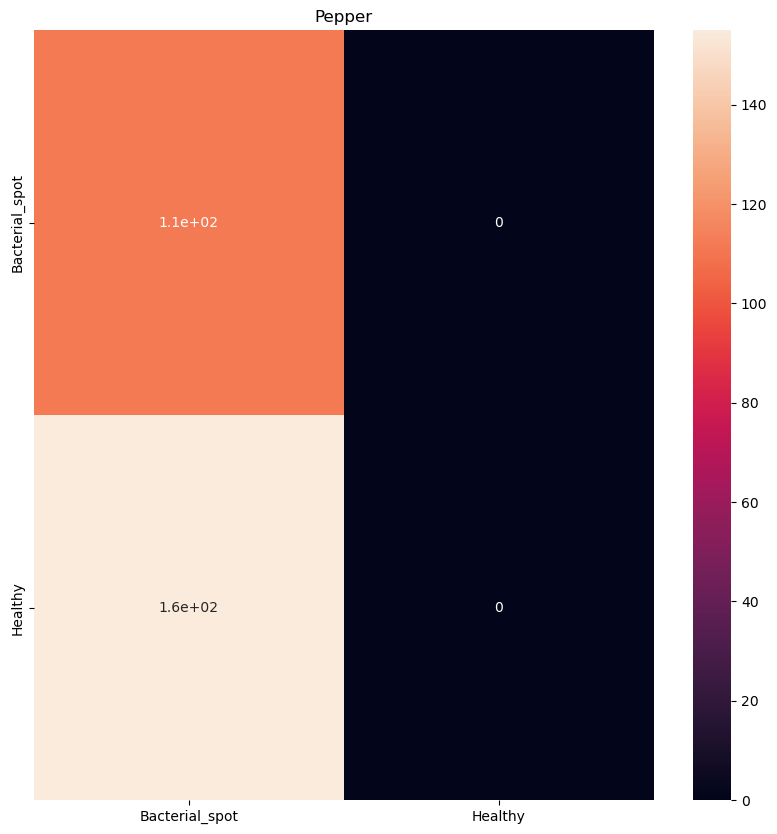 Pepper
Bacterial_spot
1.1e+02
0
Healthy
1.6e+02
0
Bacterial_spot
Healthy
140
120
100
80
60
40
20
0